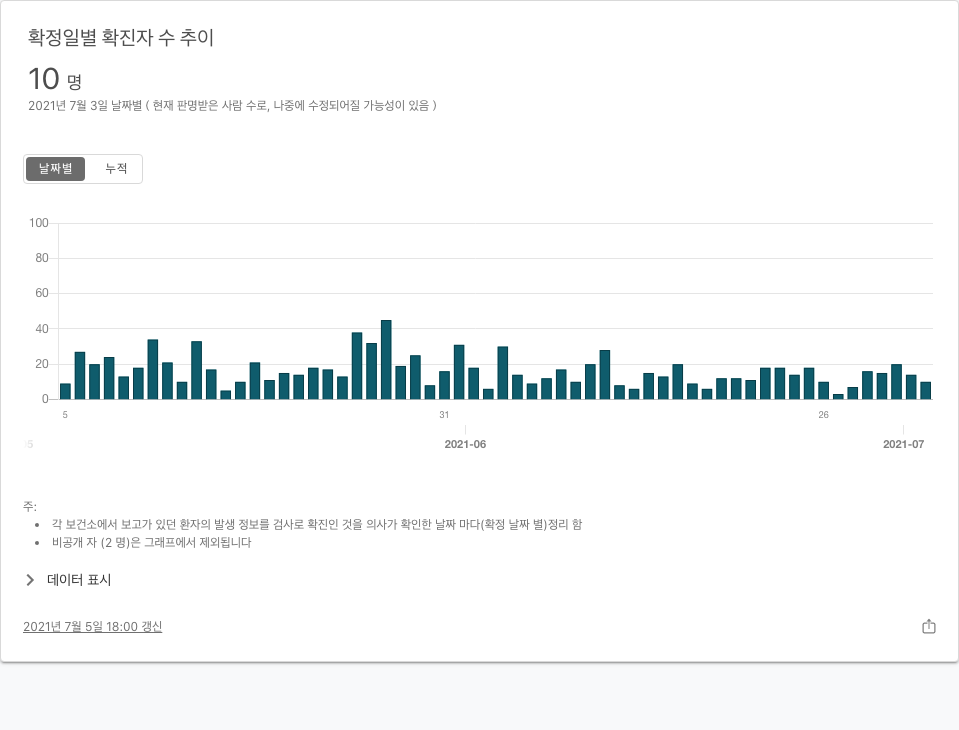 확정일별 확진자 수 추이
10 명
2021년 7월 3일 날짜별 ( 현재 판명받은 사람 수로, 나중에 수정되어질 가능성이 있음 )
날짜별 누적
100
80
60
40
20
0
5 31 26
5 2021-06 2021-07
주:
각 보건소에서 보고가 있던 환자의 발생 정보를 검사로 확진인 것을 의사가 확인한 날짜 마다(확정 날짜 별)정리 함
비공개 자 (2 명)은 그래프에서 제외됩니다
데이터 표시
2021년 7월 5일 18:00 갱신